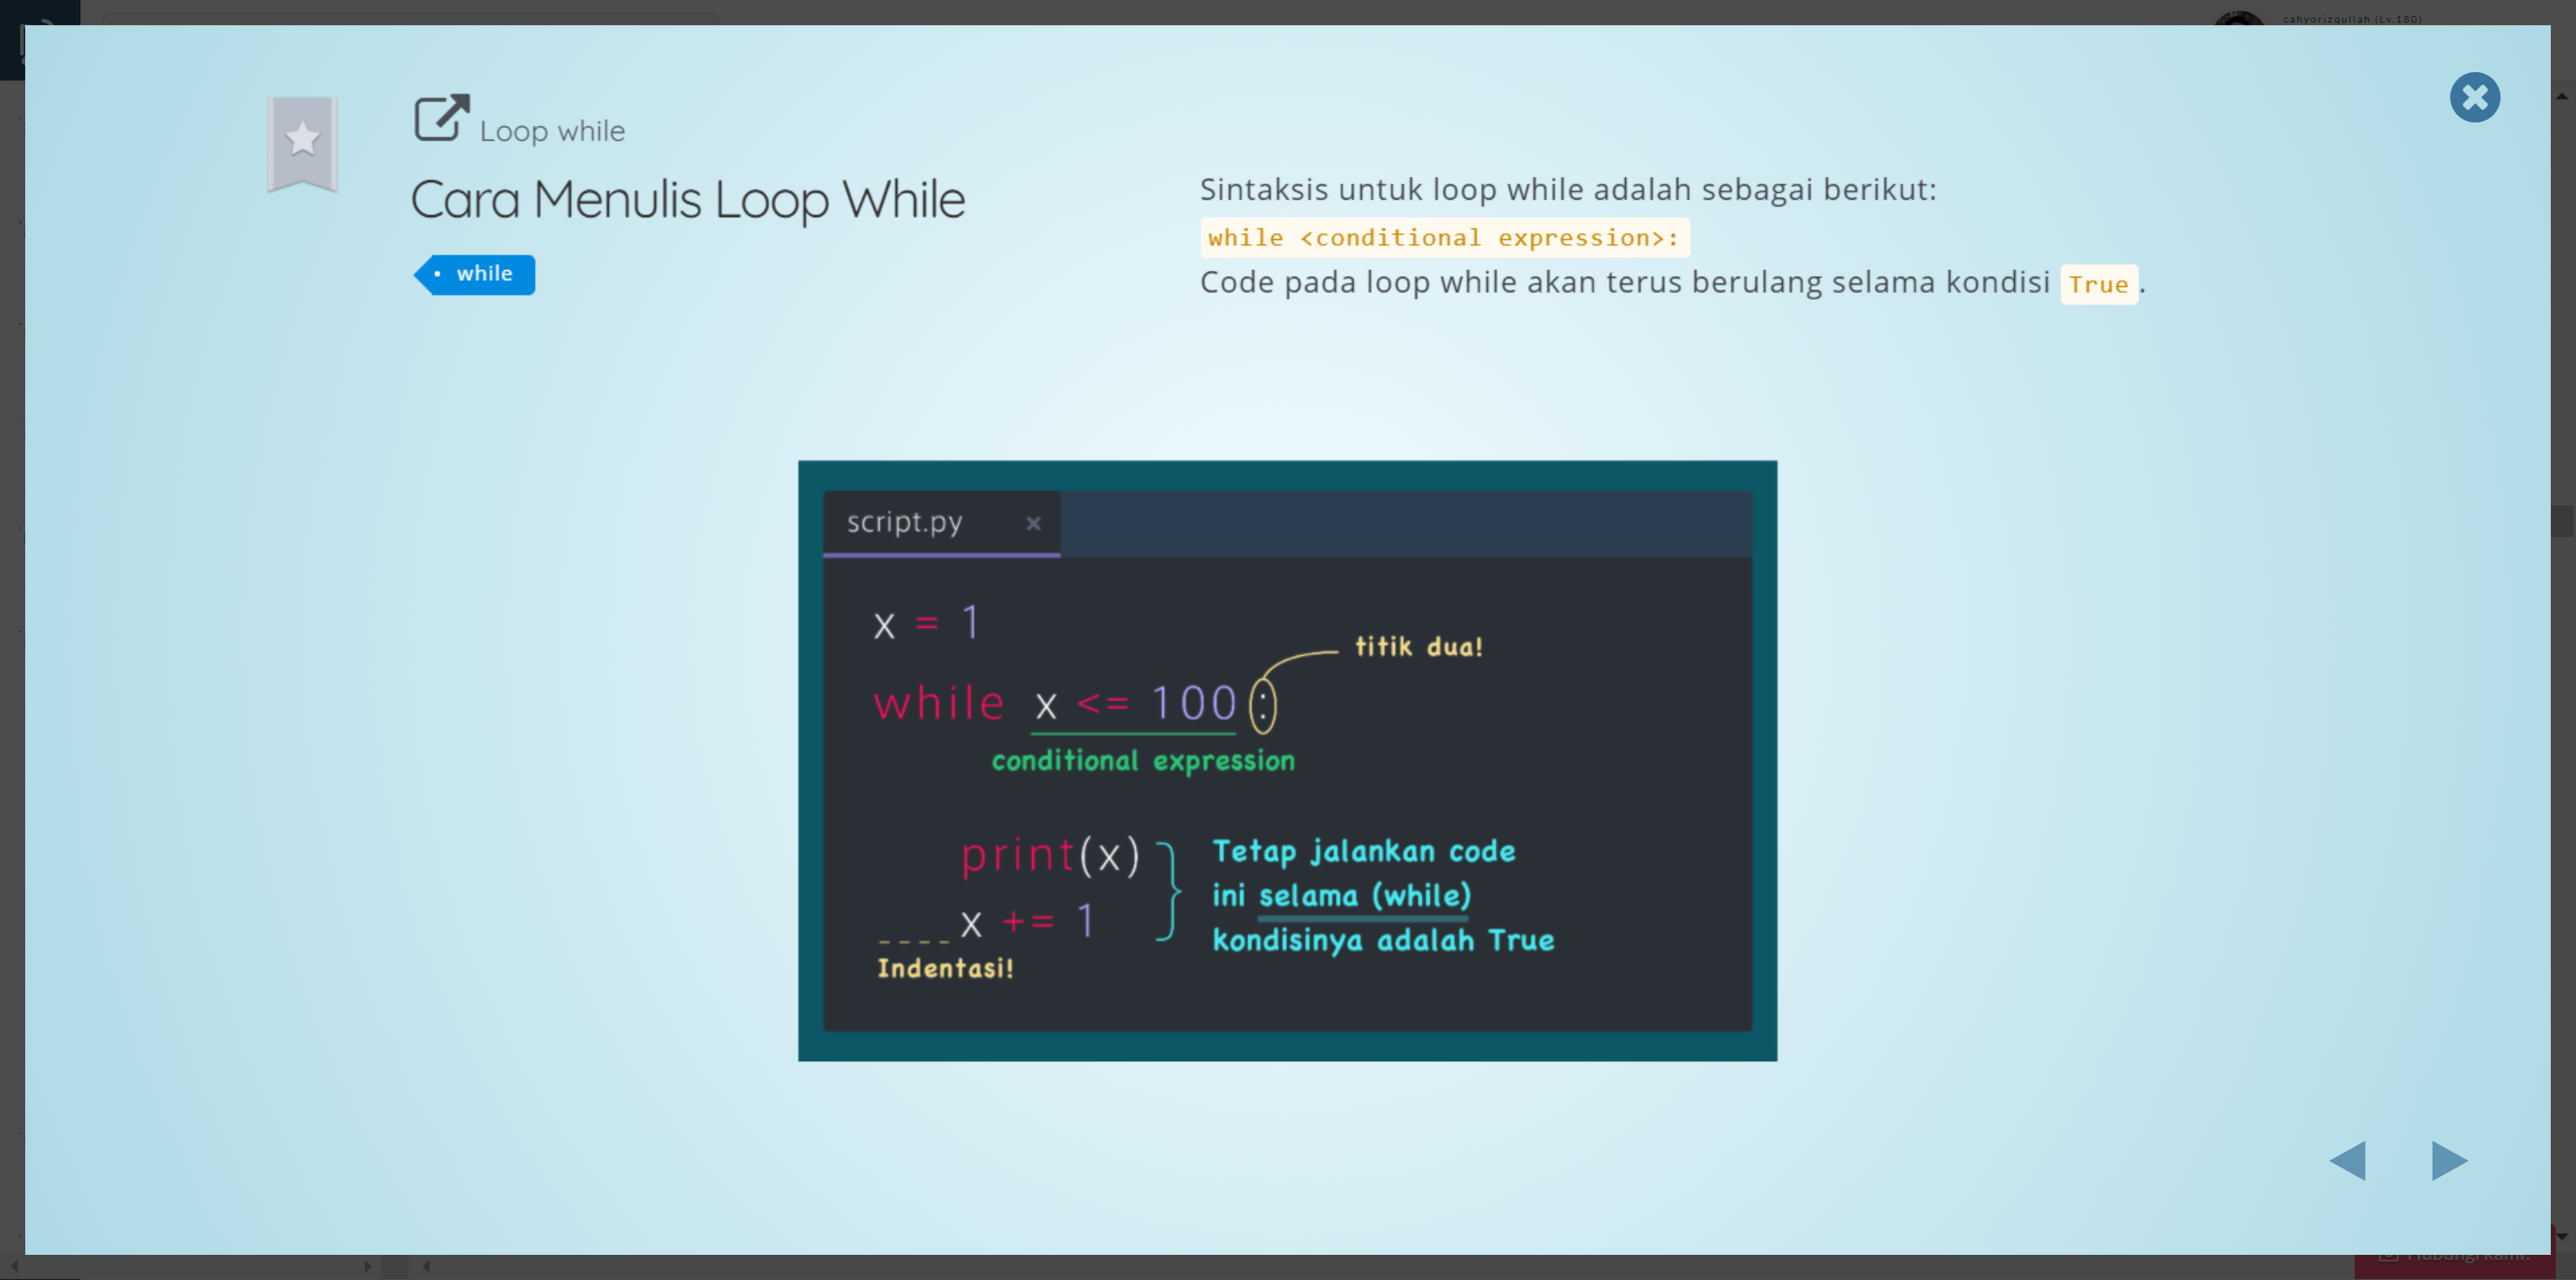 cahyorizqullah (Lv.180)
Loop while
Cara Menulis Loop While
while
Sintaksis untuk loop while adalah sebagai berikut:
while <conditional expression>:
Code pada loop while akan terus berulang selama kondisi True.
script.py
x = 1
titik dua!
while x <= 100 :
conditional expression
print(x)
x += 1
Indentasi!
Tetap jalankan code
ini selama (while)
kondisinya adalah True